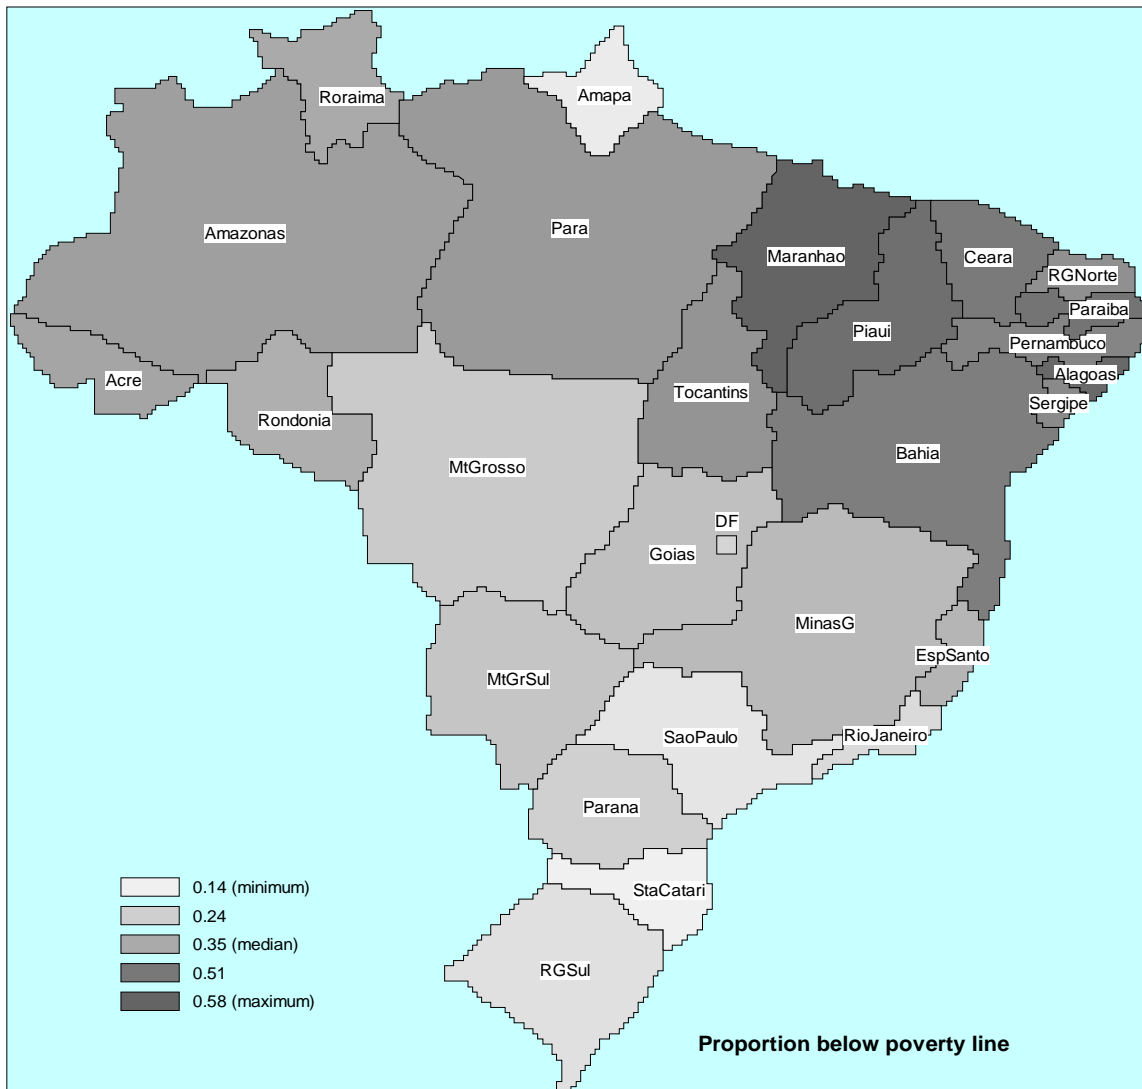 Roraima
Amapa
Amazonas
Para
Maranhao
Ceara
RGNorte
Paraiba
Piaui
Pernambuco
Alagoas
Acre
Tocantins
Sergipe
Rondonia
Bahia
MtGrosso
DF
Goias
MinasG
EspSanto
MtGrSul
SaoPaulo
RioJaneiro
Parana
StaCatari
RGSul
0.14 (minimum)
0.24
0.35 (median)
0.51
0.58 (maximum)
Proportion below poverty line